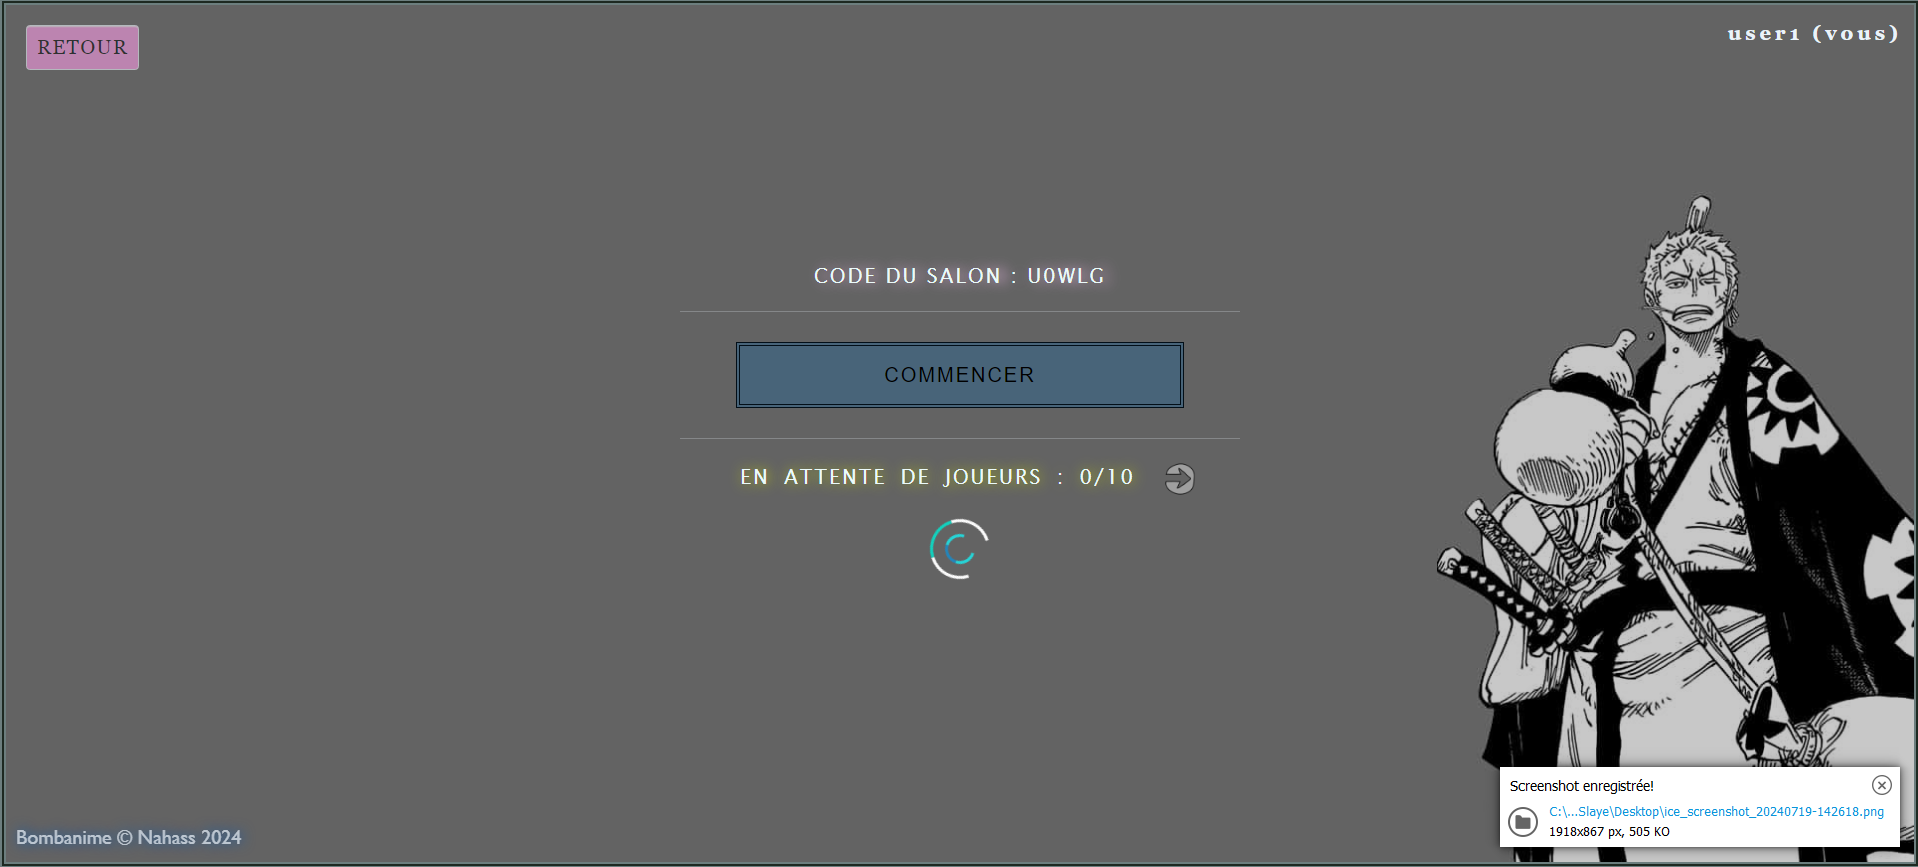 RETOUR
user1 (vous)
CODE DU SALON : U0WLG
COMMENCER
EN ATTENTE DE JOUEURS : 0/10
Screenshot enregistrée!
C:\...Slaye\Desktop\ice_screenshot_20240719-142618.png
1918x867 px, 505 KO
Bombanime © Nahass 2024